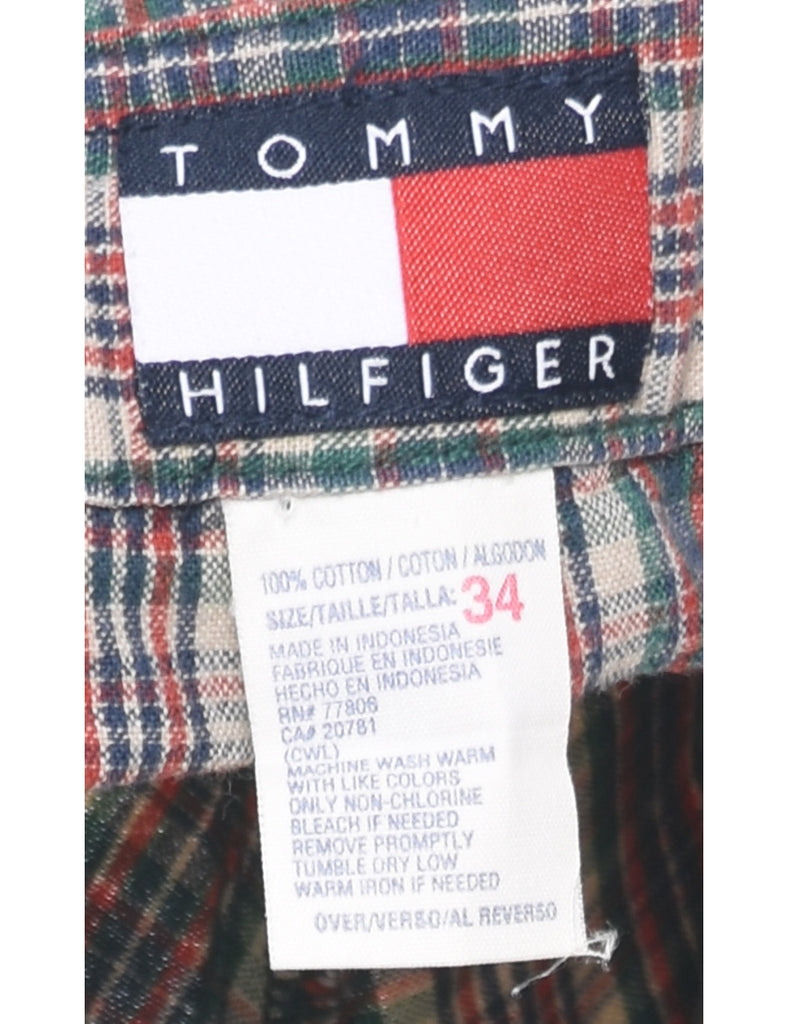 TOMMY
HILFIGER
100% COTTON / COTON / ALGODON
SIZE/TAILLE/TALLA: 34
MADE IN INDONESIA
FABRIQUE EN INDONESIE
HECHO EN INDONESIA
RN# 77806
CA# 20781
(CWL)
MACHINE WASH WARM
WITH LIKE COLORS
ONLY NON-CHLORINE
BLEACH IF NEEDED
REMOVE PROMPTLY
TUMBLE DRY LOW
WARM IRON IF NEEDED
OVER/VERSO/AL REVERSO